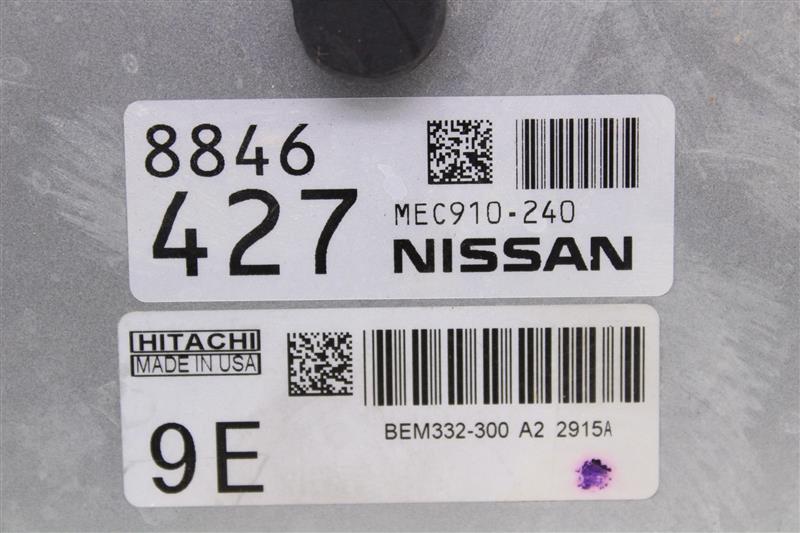 8846
427
MEC910-240
NISSAN
HITACHI
MADE IN USA
9E
BEM332-300 A2 2915A